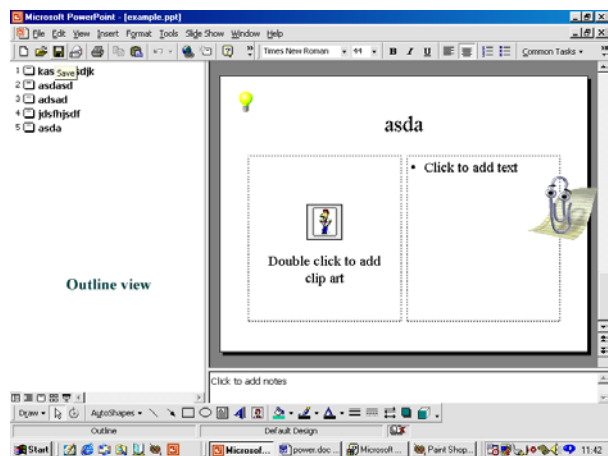 Microsoft PowerPoint - [example.ppt]
File Edit View Insert Format Tools Slide Show Window Help
Times New Roman 44 B I U Common Tasks
1 kas Save djk
2 asdasd
3 adsad
4 jdsfhjsdf
5 asda
asda
Double click to add
clip art
• Click to add text
Outline view
Click to add notes
Draw AutoShapes
Outline Default Design
Start Microsof... power.doc ... Microsoft ... Paint Shop... 11:42